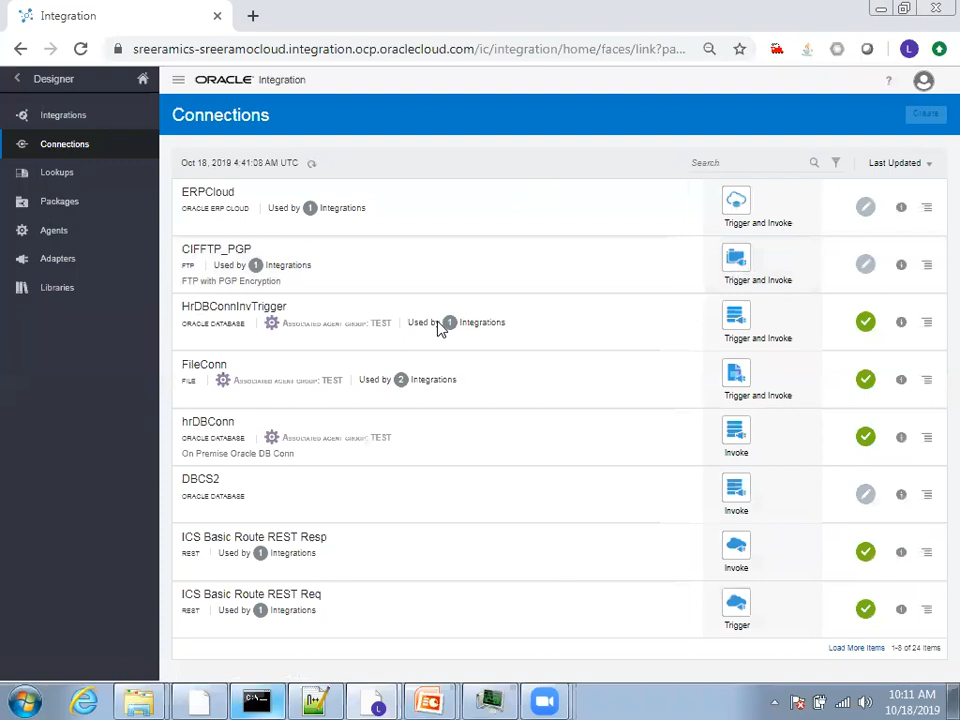 Integration
sreeramics-sreeramocloud.integration.ocp.oraclecloud.com/ic/integration/home/faces/link?pa...
L
Designer
ORACLE Integration
?
Integrations
Connections
Lookups
Packages
Agents
Adapters
Libraries
Connections
Create
Oct 18, 2019 4:41:08 AM UTC
Search
Last Updated
ERPCloud
ORACLE ERP CLOUD | Used by 1 Integrations
Trigger and Invoke
CIFFTP_PGP
FTP | Used by 1 Integrations
FTP with PGP Encryption
Trigger and Invoke
HrDBConnInvTrigger
ORACLE DATABASE | ASSOCIATED AGENT GROUP: TEST | Used by 1 Integrations
Trigger and Invoke
FileConn
FILE | ASSOCIATED AGENT GROUP: TEST | Used by 2 Integrations
Trigger and Invoke
hrDBConn
ORACLE DATABASE | ASSOCIATED AGENT GROUP: TEST
On Premise Oracle DB Conn
Invoke
DBCS2
ORACLE DATABASE
Invoke
ICS Basic Route REST Resp
REST | Used by 1 Integrations
Invoke
ICS Basic Route REST Req
REST | Used by 1 Integrations
Trigger
Load More Items 1-8 of 24 items
10:11 AM
10/18/2019